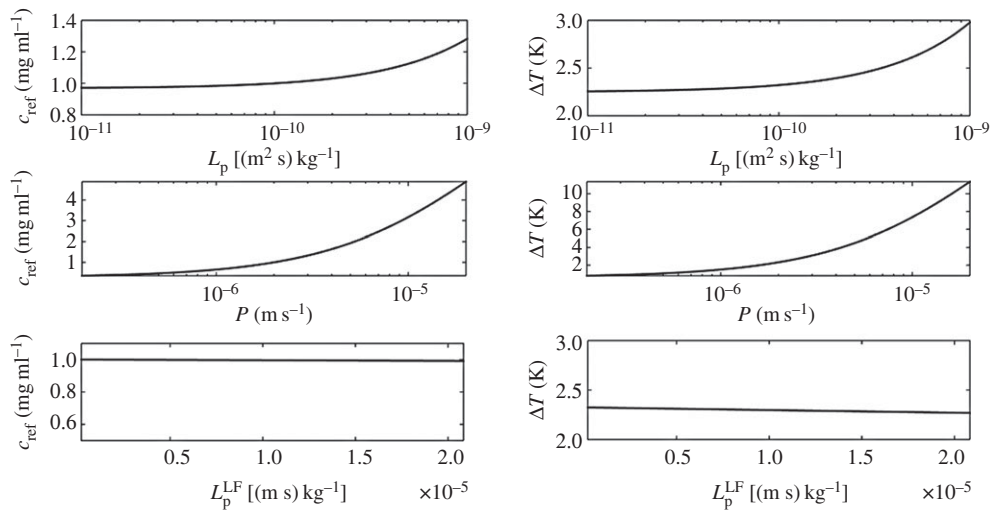 c_ref (mg ml⁻¹)
1.4
1.2
1.0
0.8
10⁻¹¹ 10⁻¹⁰ 10⁻⁹
L_p [(m² s) kg⁻¹]
ΔT (K)
3.0
2.5
2.0
10⁻¹¹ 10⁻¹⁰ 10⁻⁹
L_p [(m² s) kg⁻¹]
c_ref (mg ml⁻¹)
4
3
2
1
10⁻⁶ 10⁻⁵
P (m s⁻¹)
ΔT (K)
10
8
6
4
2
10⁻⁶ 10⁻⁵
P (m s⁻¹)
c_ref (mg ml⁻¹)
1.0
0.8
0.6
0.5 1.0 1.5 2.0
L_p^LF [(m s) kg⁻¹] ×10⁻⁵
ΔT (K)
3.0
2.5
2.0
0.5 1.0 1.5 2.0
L_p^LF [(m s) kg⁻¹] ×10⁻⁵